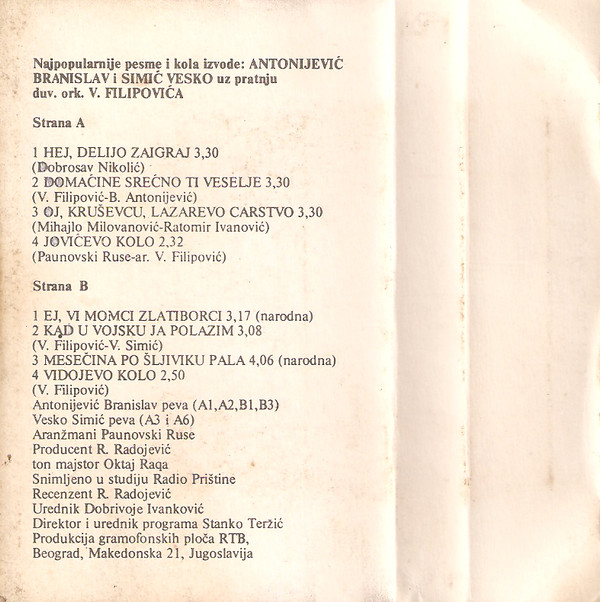 Najpopularnije pesme i kola izvode: ANTONIJEVIĆ
BRANISLAV i SIMIĆ VESKO uz pratnju
duv. ork. V. FILIPOVIĆA
Strana A
1 HEJ, DELIJO ZAIGRAJ 3,30
(Dobrosav Nikolić)
2 DOMAĆINE SREĆNO TI VESELJE 3,30
(V. Filipović-B. Antonijević)
3 OJ, KRUŠEVCU, LAZAREVO CARSTVO 3,30
(Mihajlo Milovanović-Ratomir Ivanović)
4 JOVIĆEVO KOLO 2,32
(Paunovski Ruse-ar. V. Filipović)
Strana B
1 EJ, VI MOMCI ZLATIBORCI 3,17 (narodna)
2 KAD U VOJSKU JA POLAZIM 3,08
(V. Filipović-V. Simić)
3 MESEČINA PO ŠLJIVIKU PALA 4,06 (narodna)
4 VIDOJEVO KOLO 2,50
(V. Filipović)
Antonijević Branislav peva (A1,A2,B1,B3)
Vesko Simić peva (A3 i A6)
Aranžmani Paunovski Ruse
Producent R. Radojević
ton majstor Oktaj Raqa
Snimljeno u studiju Radio Prištine
Recenzent R. Radojević
Urednik Dobrivoje Ivanković
Direktor i urednik programa Stanko Teržić
Produkcija gramofonskih ploča RTB,
Beograd, Makedonska 21, Jugoslavija